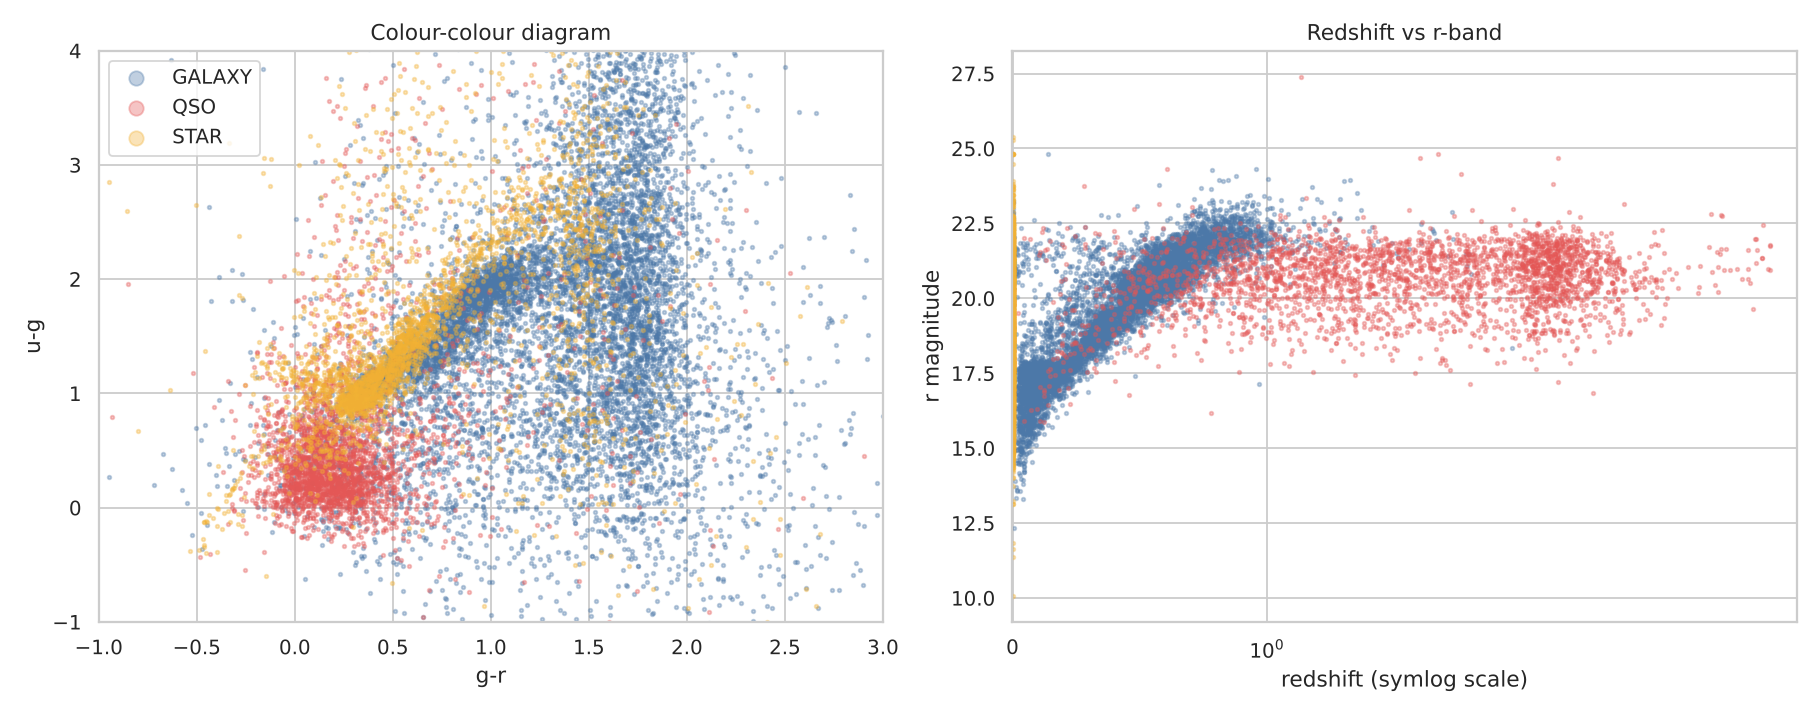 Colour-colour diagram
4
3
2
1
0
−1
u-g
GALAXY
QSO
STAR
−1.0 −0.5 0.0 0.5 1.0 1.5 2.0 2.5 3.0
g-r
Redshift vs r-band
27.5
25.0
22.5
20.0
17.5
15.0
12.5
10.0
r magnitude
0 10⁰
redshift (symlog scale)